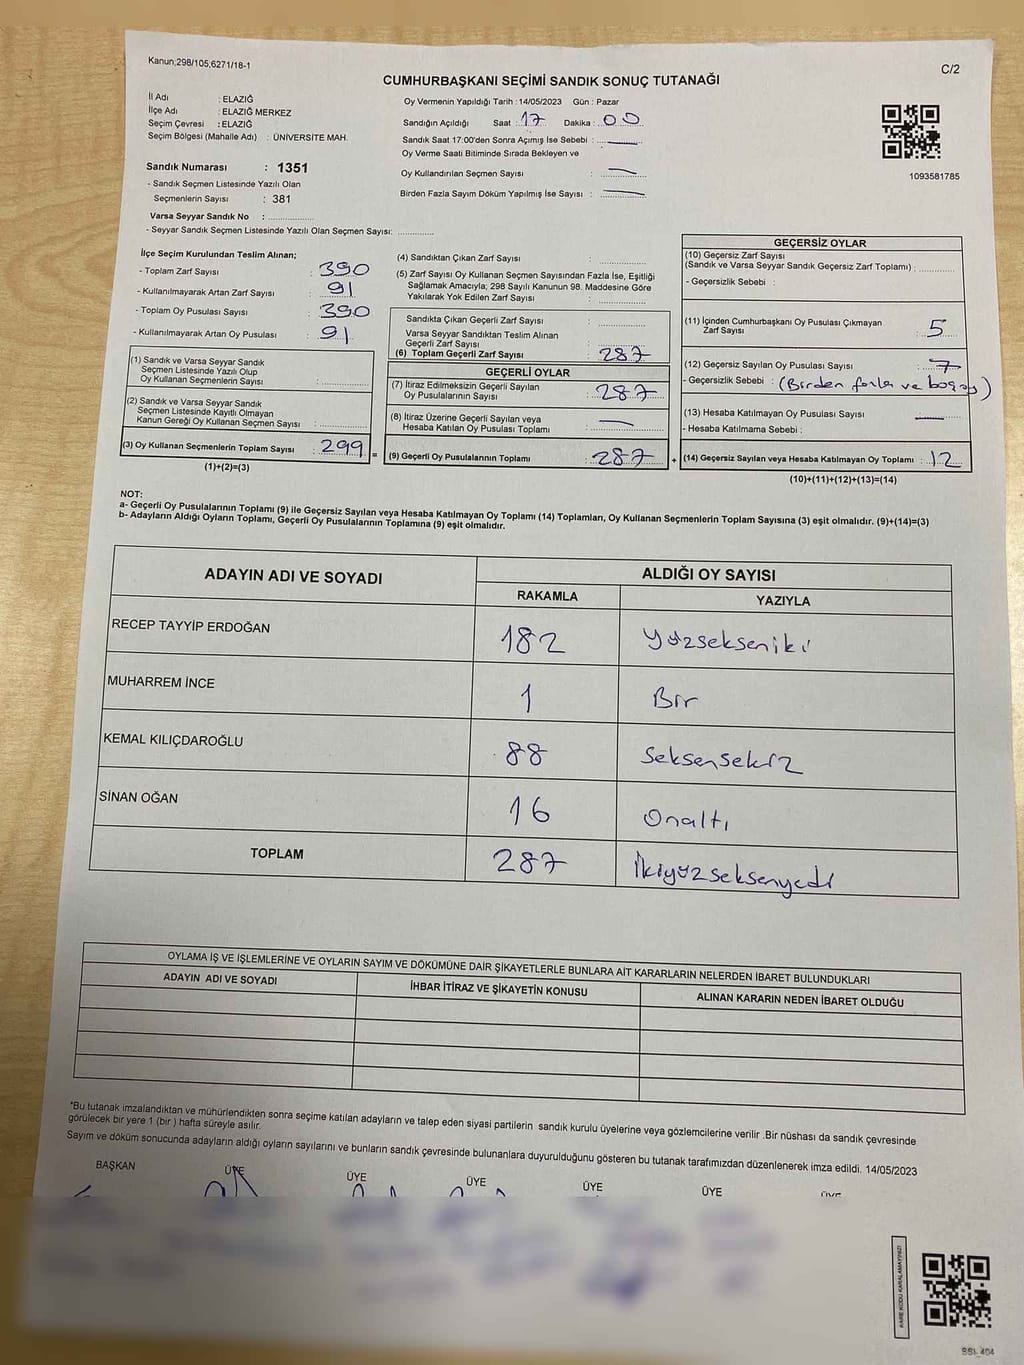 Kanun;298/105,6271/18-1
C/2
CUMHURBAŞKANI SEÇİMİ SANDIK SONUÇ TUTANAĞI
İl Adı : ELAZIĞ
İlçe Adı : ELAZIĞ MERKEZ
Seçim Çevresi : ELAZIĞ
Seçim Bölgesi (Mahalle Adı) : ÜNİVERSİTE MAH.
Sandık Numarası : 1351
- Sandık Seçmen Listesinde Yazılı Olan
Seçmenlerin Sayısı : 381
Varsa Seyyar Sandık No :
- Seyyar Sandık Seçmen Listesinde Yazılı Olan Seçmen Sayısı:
Oy Vermenin Yapıldığı Tarih : 14/05/2023 Gün : Pazar
Sandığın Açıldığı Saat : 17 Dakika : 00
Sandık Saat 17:00'den Sonra Açımış İse Sebebi : —
Oy Verme Saati Bitiminde Sırada Bekleyen ve
Oy Kullandırılan Seçmen Sayısı : —
Birden Fazla Sayım Döküm Yapılmış İse Sayısı : —
1093581785
İlçe Seçim Kurulundan Teslim Alınan;
- Toplam Zarf Sayısı : 390
- Kullanılmayarak Artan Zarf Sayısı : 91
- Toplam Oy Pusulası Sayısı : 390
- Kullanılmayarak Artan Oy Pusulası : 91
(1) Sandık ve Varsa Seyyar Sandık
Seçmen Listesinde Yazılı Olup
Oy Kullanan Seçmenlerin Sayısı :
(2) Sandık ve Varsa Seyyar Sandık
Seçmen Listesinde Kayıtlı Olmayan
Kanun Gereği Oy Kullanan Seçmen Sayısı :
(3) Oy Kullanan Seçmenlerin Toplam Sayısı : 299
(1)+(2)=(3)
=
(4) Sandıktan Çıkan Zarf Sayısı :
(5) Zarf Sayısı Oy Kullanan Seçmen Sayısından Fazla İse, Eşitliği
Sağlamak Amacıyla; 298 Sayılı Kanunun 98. Maddesine Göre
Yakılarak Yok Edilen Zarf Sayısı :
Sandıkta Çıkan Geçerli Zarf Sayısı :
Varsa Seyyar Sandıktan Teslim Alınan
Geçerli Zarf Sayısı :
(6) Toplam Geçerli Zarf Sayısı : 287
GEÇERLİ OYLAR
(7) İtiraz Edilmeksizin Geçerli Sayılan
Oy Pusulalarının Sayısı : 287
(8) İtiraz Üzerine Geçerli Sayılan veya
Hesaba Katılan Oy Pusulası Toplamı : —
(9) Geçerli Oy Pusulalarının Toplamı : 287
+
GEÇERSİZ OYLAR
(10) Geçersiz Zarf Sayısı
(Sandık ve Varsa Seyyar Sandık Geçersiz Zarf Toplamı) :
- Geçersizlik Sebebi :
(11) İçinden Cumhurbaşkanı Oy Pusulası Çıkmayan
Zarf Sayısı : 5
(12) Geçersiz Sayılan Oy Pusulası Sayısı : 7
- Geçersizlik Sebebi : (Birden fazla ve boş oy)
(13) Hesaba Katılmayan Oy Pusulası Sayısı : —
- Hesaba Katılmama Sebebi :
(14) Geçersiz Sayılan veya Hesaba Katılmayan Oy Toplamı : 12
(10)+(11)+(12)+(13)=(14)
NOT:
a- Geçerli Oy Pusulalarının Toplamı (9) ile Geçersiz Sayılan veya Hesaba Katılmayan Oy Toplamı (14) Toplamları, Oy Kullanan Seçmenlerin Toplam Sayısına (3) eşit olmalıdır. (9)+(14)=(3)
b- Adayların Aldığı Oyların Toplamı, Geçerli Oy Pusulalarının Toplamına (9) eşit olmalıdır.
ADAYIN ADI VE SOYADI ALDIĞI OY SAYISI
RAKAMLA YAZIYLA
RECEP TAYYİP ERDOĞAN 182 yüzsekseniki
MUHARREM İNCE 1 Bir
KEMAL KILIÇDAROĞLU 88 Seksensekiz
SİNAN OĞAN 16 Onaltı
TOPLAM 287 İkiyüzseksenyedi
OYLAMA İŞ VE İŞLEMLERİNE VE OYLARIN SAYIM VE DÖKÜMÜNE DAİR ŞİKAYETLERLE BUNLARA AİT KARARLARIN NELERDEN İBARET BULUNDUKLARI
ADAYIN ADI VE SOYADI İHBAR İTİRAZ VE ŞİKAYETİN KONUSU ALINAN KARARIN NEDEN İBARET OLDUĞU
*Bu tutanak imzalandıktan ve mühürlendikten sonra seçime katılan adayların ve talep eden siyasi partilerin sandık kurulu üyelerine veya gözlemcilerine verilir .Bir nüshası da sandık çevresinde
görülecek bir yere 1 (bir ) hafta süreyle asılır.
Sayım ve döküm sonucunda adayların aldığı oyların sayılarını ve bunların sandık çevresinde bulunanlara duyurulduğunu gösteren bu tutanak tarafımızdan düzenlenerek imza edildi. 14/05/2023
BAŞKAN ÜYE ÜYE ÜYE ÜYE ÜYE ÜYE
KARE KODU KARALAMAYINIZ!